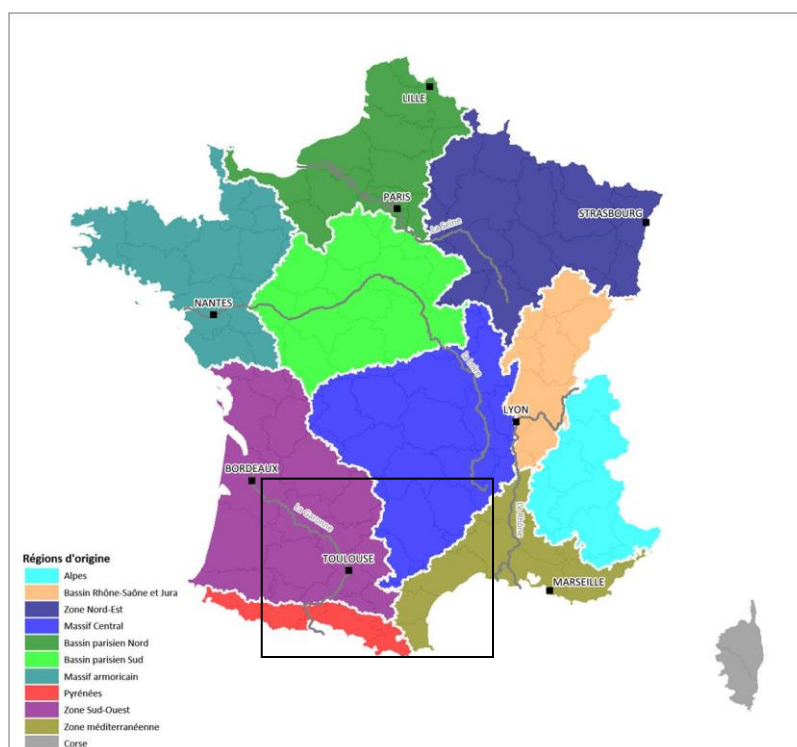 LILLE
PARIS
STRASBOURG
La Seine
NANTES
La Loire
LYON
BORDEAUX
La Garonne
Le Rhône
TOULOUSE
MARSEILLE
Régions d'origine
Alpes
Bassin Rhône-Saône et Jura
Zone Nord-Est
Massif Central
Bassin parisien Nord
Bassin parisien Sud
Massif armoricain
Pyrénées
Zone Sud-Ouest
Zone méditerranéenne
Corse